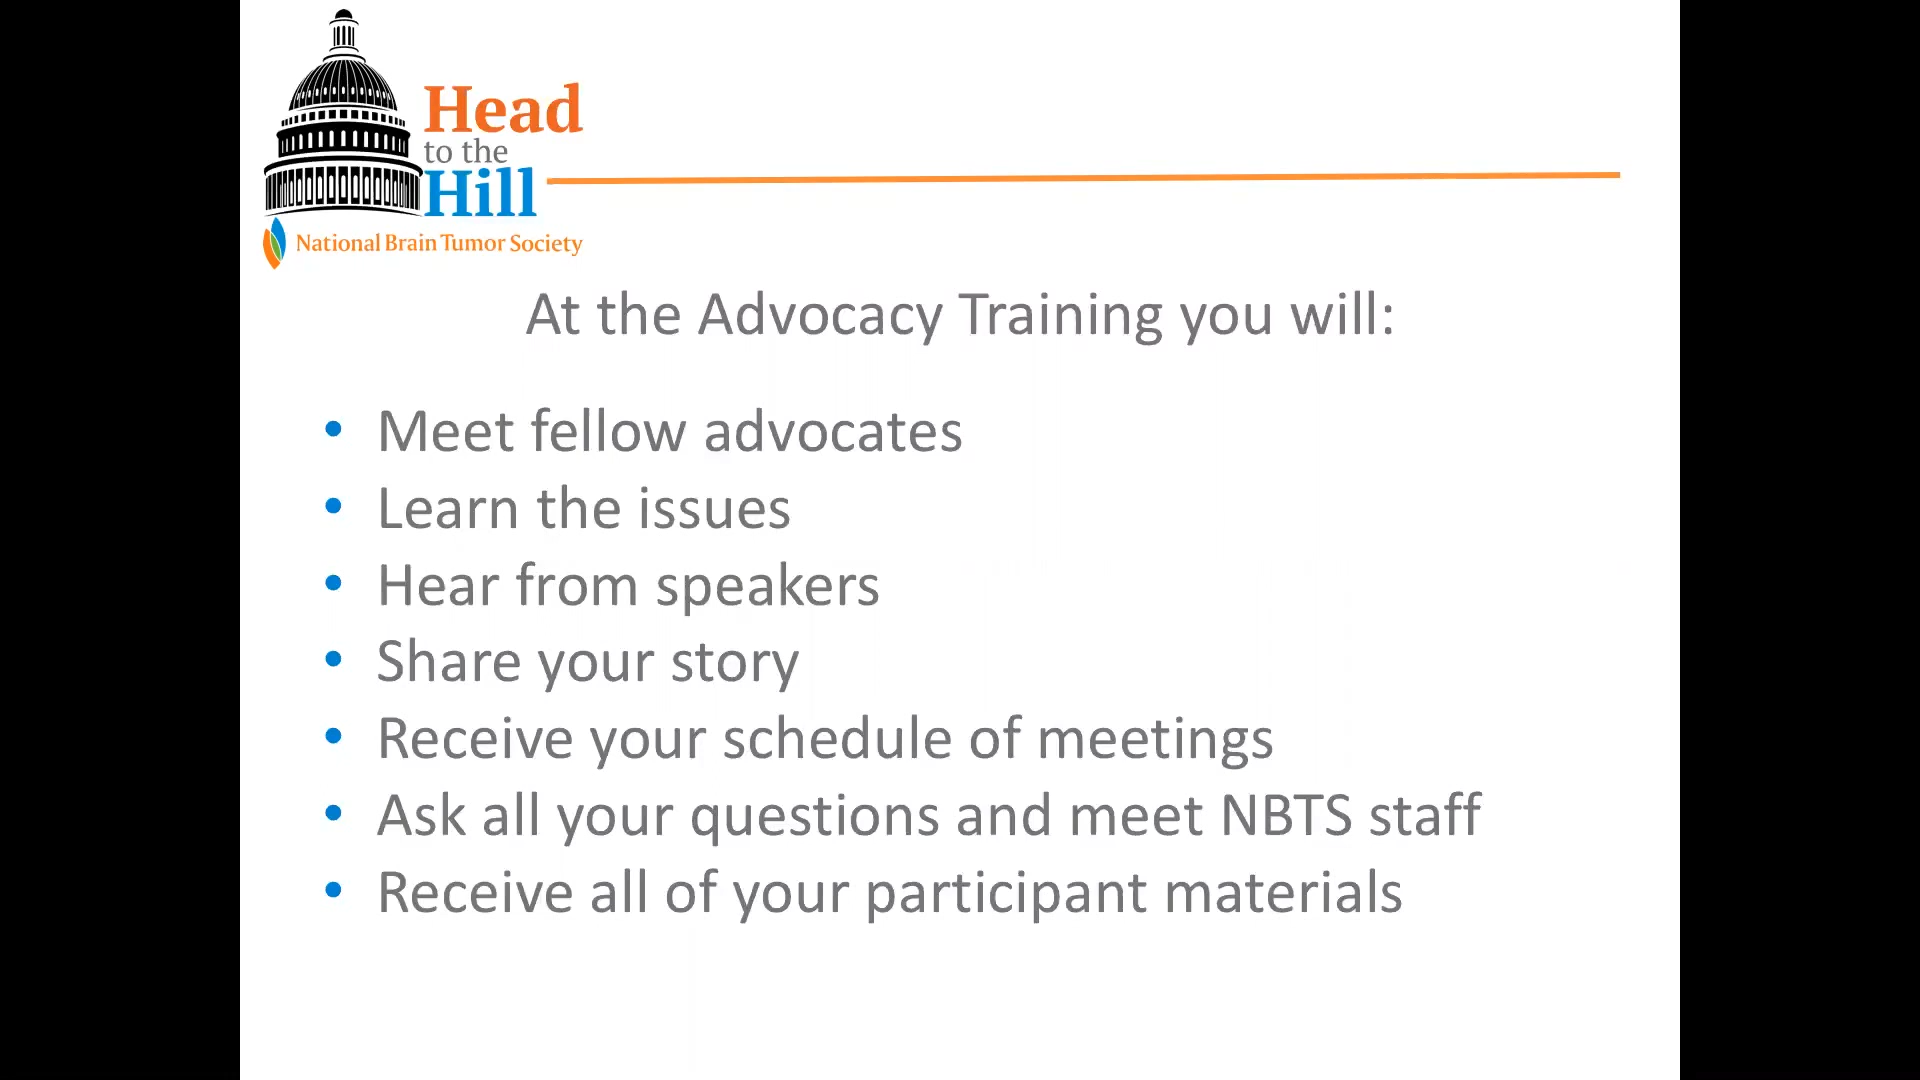 Head
to the
Hill
National Brain Tumor Society
At the Advocacy Training you will:
• Meet fellow advocates
• Learn the issues
• Hear from speakers
• Share your story
• Receive your schedule of meetings
• Ask all your questions and meet NBTS staff
• Receive all of your participant materials